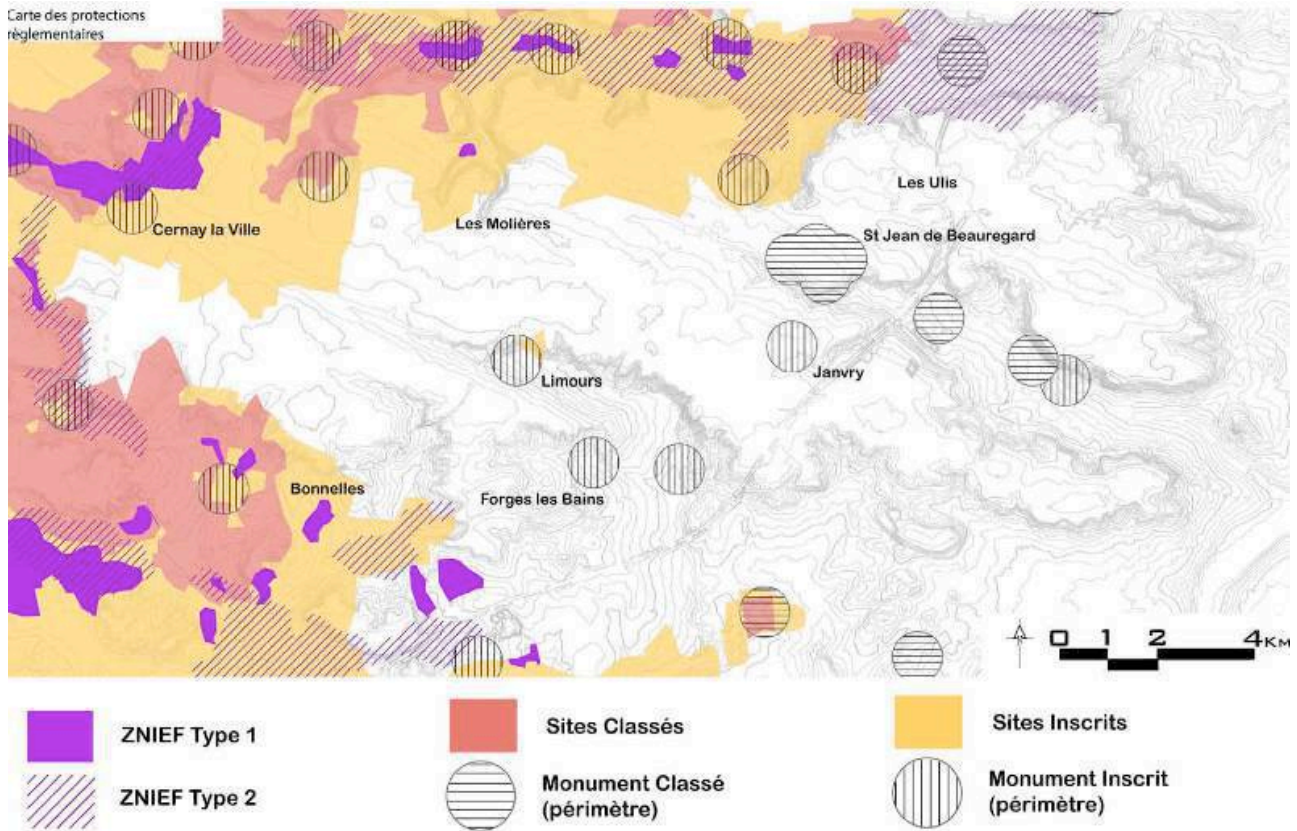 Carte des protections
règlementaires
Les Ulis
Les Molières
Cernay la Ville
St Jean de Beauregard
Limours
Janvry
Bonnelles
Forges les Bains
0 1 2 4KM
ZNIEF Type 1
Sites Classés
Sites Inscrits
ZNIEF Type 2
Monument Classé
(périmètre)
Monument Inscrit
(périmètre)